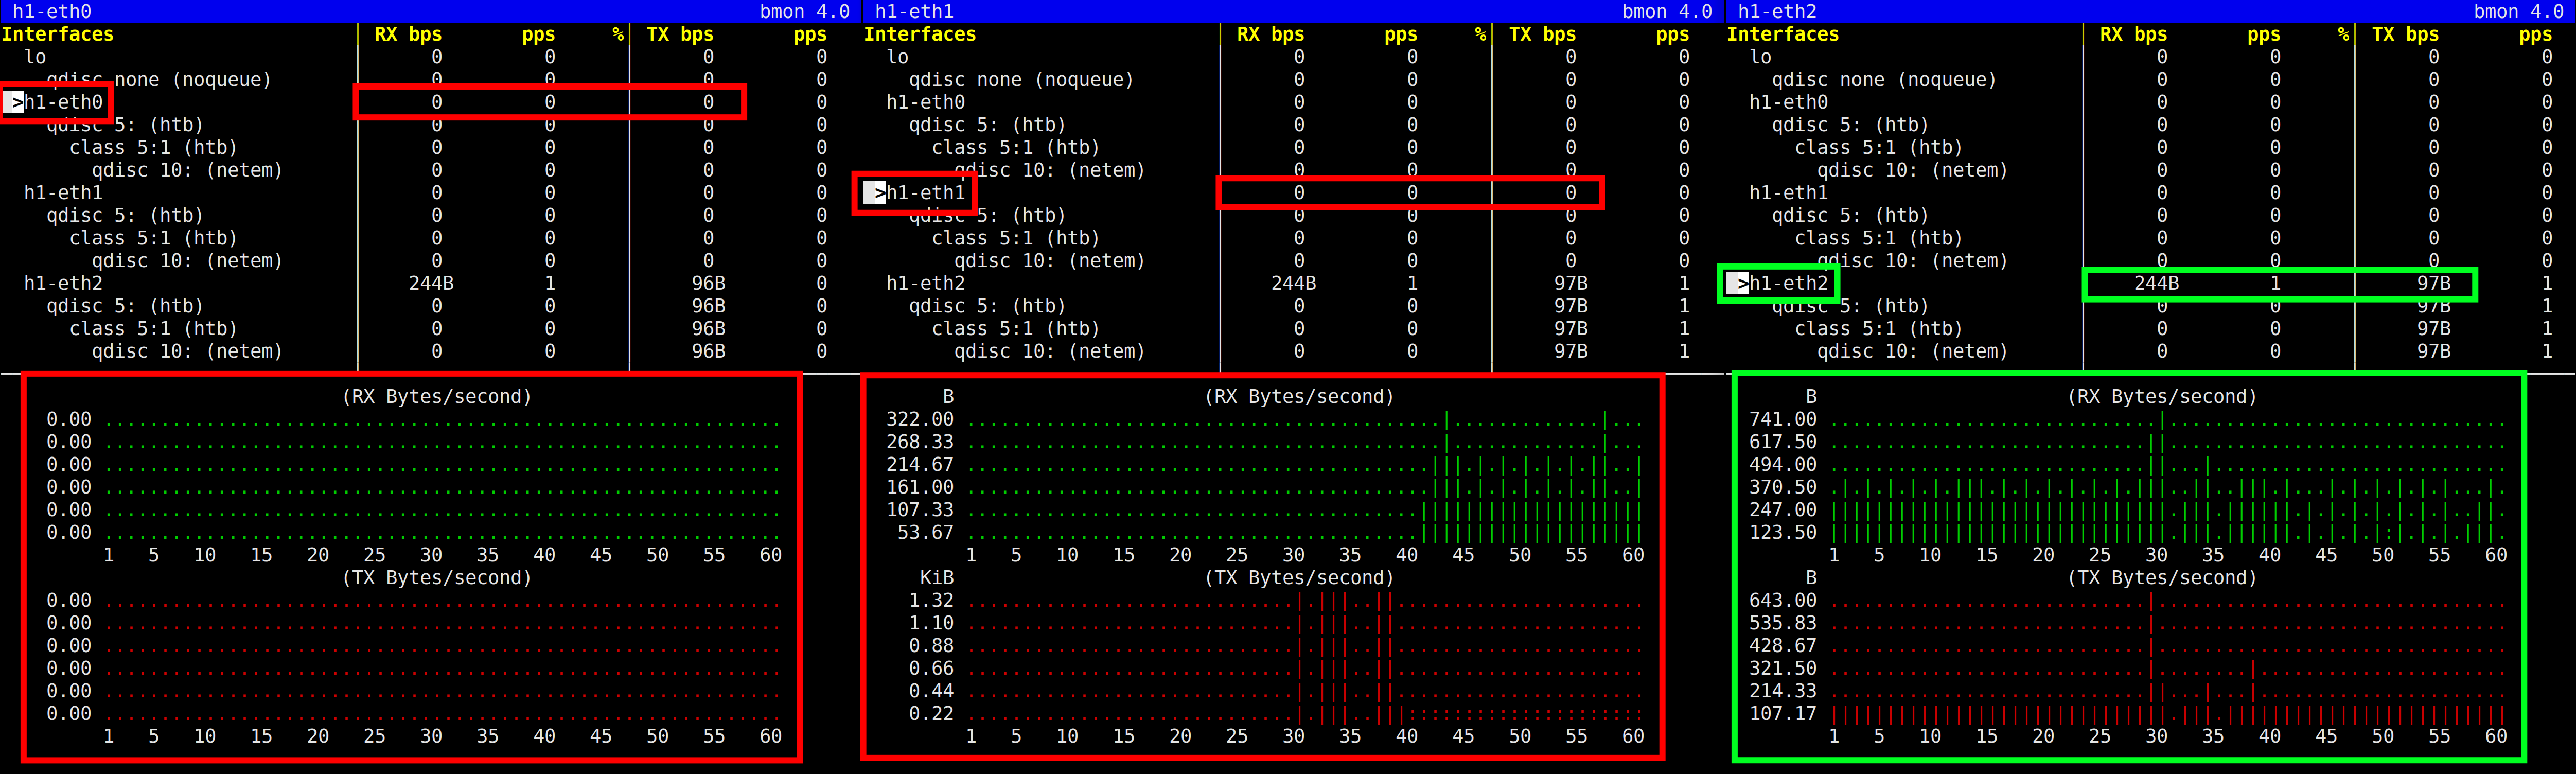 h1-eth0 bmon 4.0
Interfaces RX bps pps % TX bps pps
lo 0 0 0 0
qdisc none (noqueue) 0 0 0 0
>h1-eth0 0 0 0 0
qdisc 5: (htb) 0 0 0 0
class 5:1 (htb) 0 0 0 0
qdisc 10: (netem) 0 0 0 0
h1-eth1 0 0 0 0
qdisc 5: (htb) 0 0 0 0
class 5:1 (htb) 0 0 0 0
qdisc 10: (netem) 0 0 0 0
h1-eth2 244B 1 96B 0
qdisc 5: (htb) 0 0 96B 0
class 5:1 (htb) 0 0 96B 0
qdisc 10: (netem) 0 0 96B 0
(RX Bytes/second)
0.00
0.00
0.00
0.00
0.00
0.00
1 5 10 15 20 25 30 35 40 45 50 55 60
(TX Bytes/second)
0.00
0.00
0.00
0.00
0.00
0.00
1 5 10 15 20 25 30 35 40 45 50 55 60
h1-eth1 bmon 4.0
Interfaces RX bps pps % TX bps pps
lo 0 0 0 0
qdisc none (noqueue) 0 0 0 0
h1-eth0 0 0 0 0
qdisc 5: (htb) 0 0 0 0
class 5:1 (htb) 0 0 0 0
qdisc 10: (netem) 0 0 0 0
>h1-eth1 0 0 0 0
qdisc 5: (htb) 0 0 0 0
class 5:1 (htb) 0 0 0 0
qdisc 10: (netem) 0 0 0 0
h1-eth2 244B 1 97B 1
qdisc 5: (htb) 0 0 97B 1
class 5:1 (htb) 0 0 97B 1
qdisc 10: (netem) 0 0 97B 1
B (RX Bytes/second)
322.00
268.33
214.67
161.00
107.33
53.67
1 5 10 15 20 25 30 35 40 45 50 55 60
KiB (TX Bytes/second)
1.32
1.10
0.88
0.66
0.44
0.22
1 5 10 15 20 25 30 35 40 45 50 55 60
h1-eth2 bmon 4.0
Interfaces RX bps pps % TX bps pps
lo 0 0 0 0
qdisc none (noqueue) 0 0 0 0
h1-eth0 0 0 0 0
qdisc 5: (htb) 0 0 0 0
class 5:1 (htb) 0 0 0 0
qdisc 10: (netem) 0 0 0 0
h1-eth1 0 0 0 0
qdisc 5: (htb) 0 0 0 0
class 5:1 (htb) 0 0 0 0
qdisc 10: (netem) 0 0 0 0
>h1-eth2 244B 1 97B 1
qdisc 5: (htb) 0 0 97B 1
class 5:1 (htb) 0 0 97B 1
qdisc 10: (netem) 0 0 97B 1
B (RX Bytes/second)
741.00
617.50
494.00
370.50
247.00
123.50
1 5 10 15 20 25 30 35 40 45 50 55 60
B (TX Bytes/second)
643.00
535.83
428.67
321.50
214.33
107.17
1 5 10 15 20 25 30 35 40 45 50 55 60